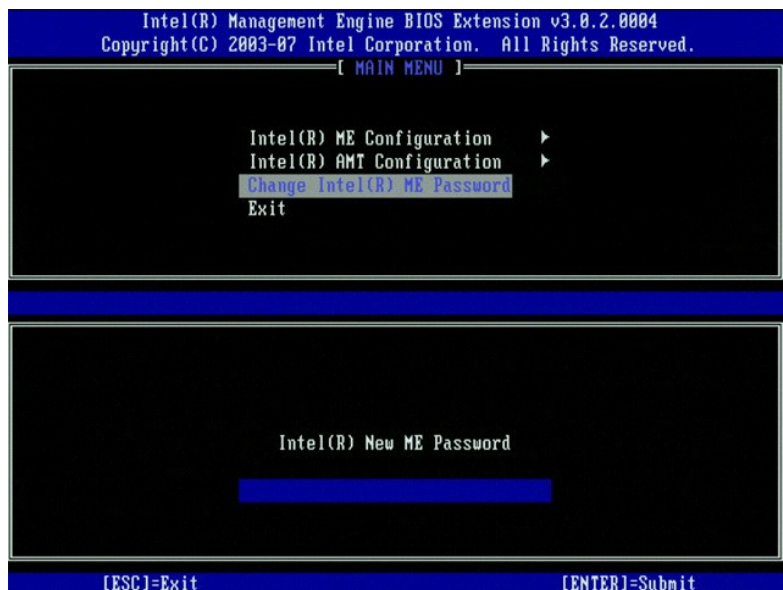 Intel(R) Management Engine BIOS Extension v3.0.2.0004
Copyright(C) 2003-07 Intel Corporation. All Rights Reserved.
[ MAIN MENU ]
Intel(R) ME Configuration ►
Intel(R) AMT Configuration ►
Change Intel(R) ME Password
Exit
Intel(R) New ME Password
[ESC]=Exit [ENTER]=Submit